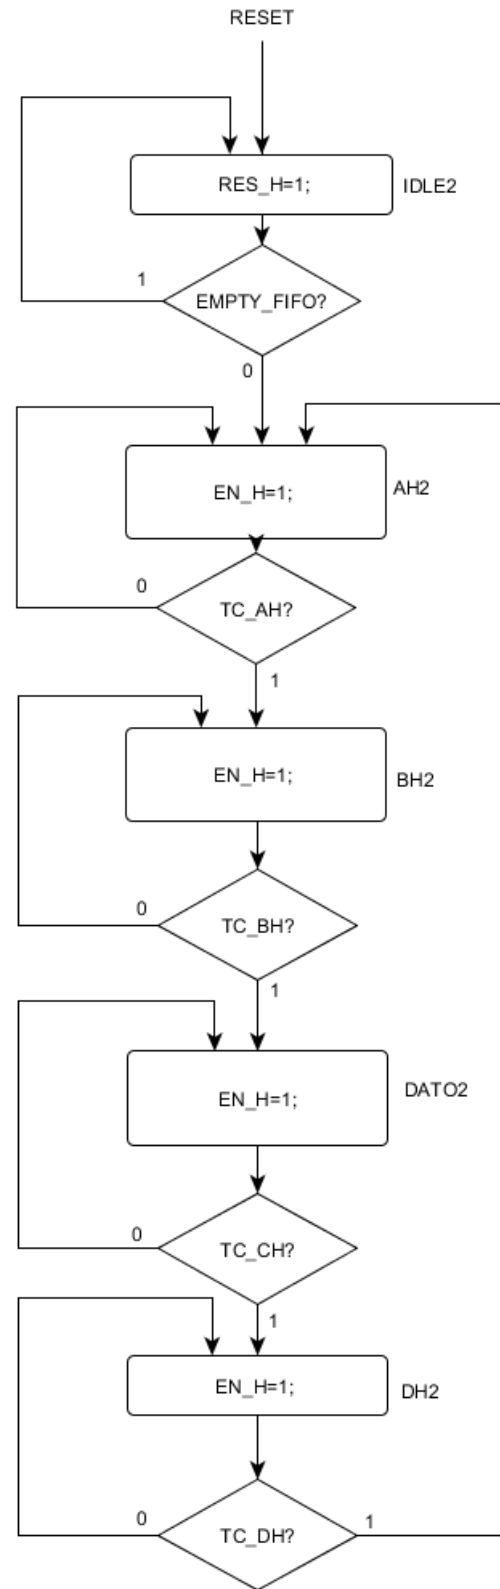 RESET
RES_H=1;
IDLE2
1
EMPTY_FIFO?
0
EN_H=1;
AH2
0
TC_AH?
1
EN_H=1;
BH2
0
TC_BH?
1
EN_H=1;
DATO2
0
TC_CH?
1
EN_H=1;
DH2
0
TC_DH?
1